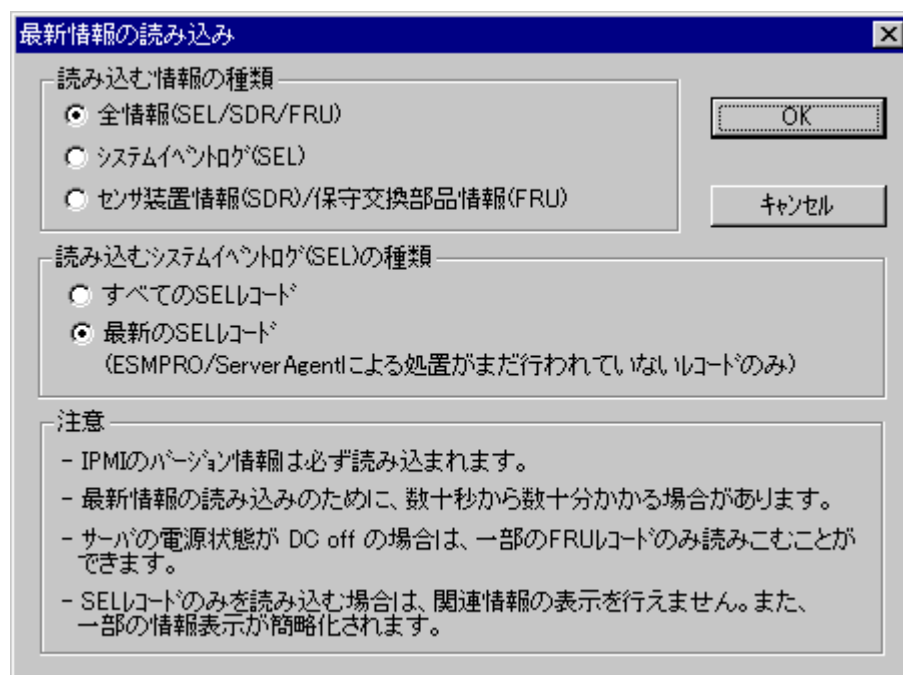 最新情報の読み込み
読み込む情報の種類
全情報(SEL/SDR/FRU)
システムイベントログ(SEL)
センサ装置情報(SDR)/保守交換部品情報(FRU)
OK
キャンセル
読み込むシステムイベントログ(SEL)の種類
すべてのSELレコード
最新のSELレコード
(ESMPRO/ServerAgentによる処置がまだ行われていないレコードのみ)
注意
- IPMIのバージョン情報は必ず読み込まれます。
- 最新情報の読み込みのために、数十秒から数十分かかる場合があります。
- サーバの電源状態が DC off の場合は、一部のFRUレコードのみ読みこむことが
できます。
- SELレコードのみを読み込む場合は、関連情報の表示を行えません。また、
一部の情報表示が簡略化されます。